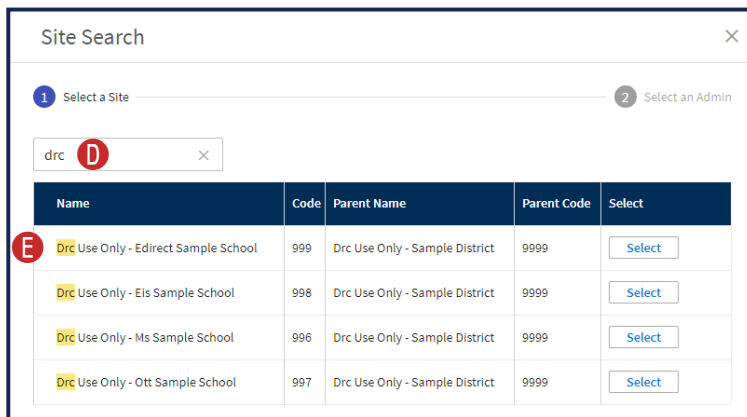 Site Search ×
1 Select a Site 2 Select an Admin
drc D ×
Name Code Parent Name Parent Code Select
E Drc Use Only - Edirect Sample School 999 Drc Use Only - Sample District 9999 Select
Drc Use Only - Eis Sample School 998 Drc Use Only - Sample District 9999 Select
Drc Use Only - Ms Sample School 996 Drc Use Only - Sample District 9999 Select
Drc Use Only - Ott Sample School 997 Drc Use Only - Sample District 9999 Select